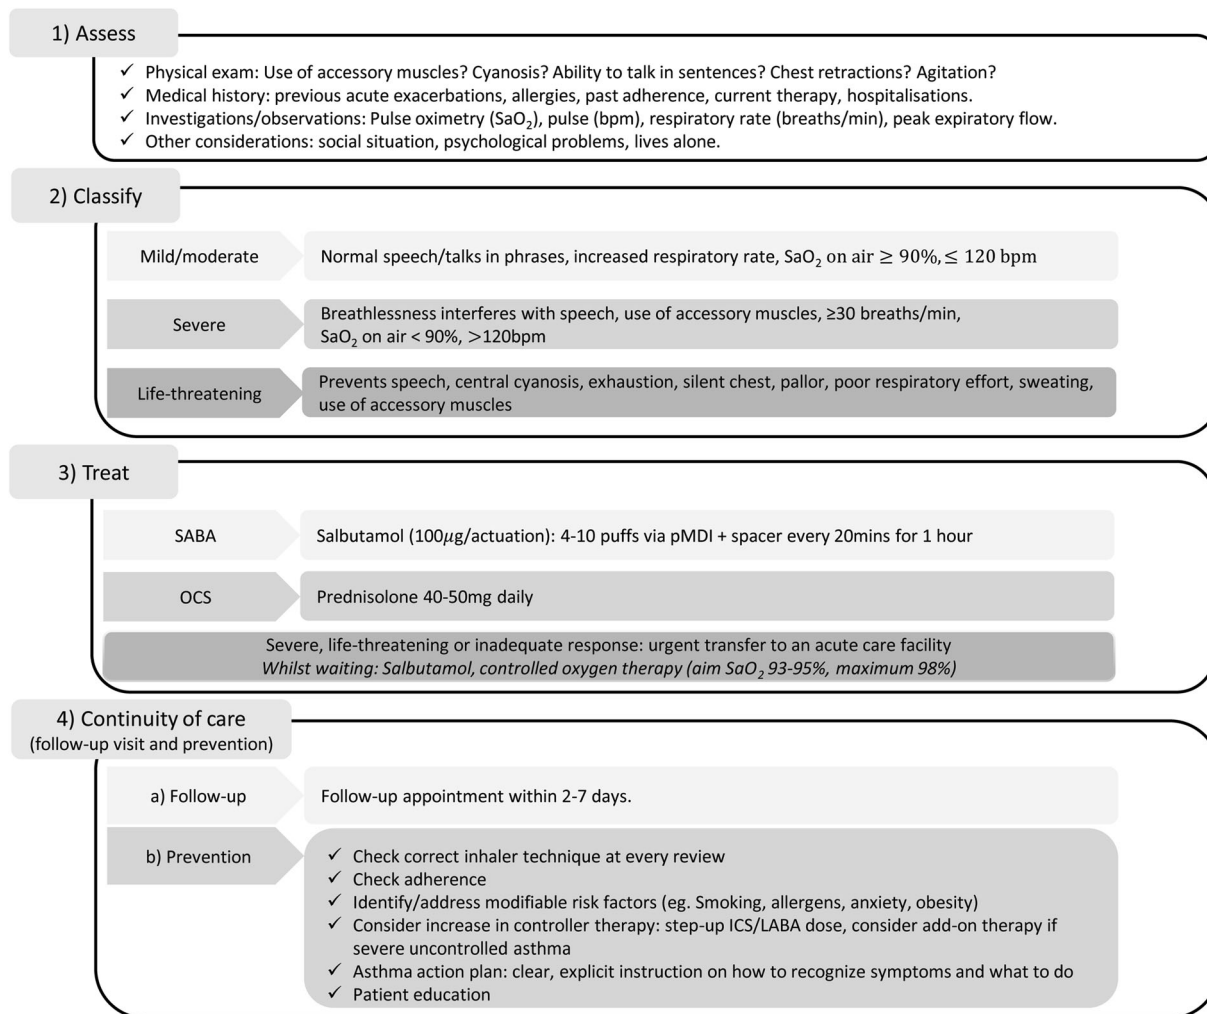 1) Assess
✓ Physical exam: Use of accessory muscles? Cyanosis? Ability to talk in sentences? Chest retractions? Agitation?
✓ Medical history: previous acute exacerbations, allergies, past adherence, current therapy, hospitalisations.
✓ Investigations/observations: Pulse oximetry (SaO₂), pulse (bpm), respiratory rate (breaths/min), peak expiratory flow.
✓ Other considerations: social situation, psychological problems, lives alone.
2) Classify
Mild/moderate
Normal speech/talks in phrases, increased respiratory rate, SaO₂ on air ≥ 90%, ≤ 120 bpm
Severe
Breathlessness interferes with speech, use of accessory muscles, ≥30 breaths/min,
SaO₂ on air < 90%, >120bpm
Life-threatening
Prevents speech, central cyanosis, exhaustion, silent chest, pallor, poor respiratory effort, sweating,
use of accessory muscles
3) Treat
SABA
Salbutamol (100μg/actuation): 4-10 puffs via pMDI + spacer every 20mins for 1 hour
OCS
Prednisolone 40-50mg daily
Severe, life-threatening or inadequate response: urgent transfer to an acute care facility
Whilst waiting: Salbutamol, controlled oxygen therapy (aim SaO₂ 93-95%, maximum 98%)
4) Continuity of care
(follow-up visit and prevention)
a) Follow-up
Follow-up appointment within 2-7 days.
b) Prevention
✓ Check correct inhaler technique at every review
✓ Check adherence
✓ Identify/address modifiable risk factors (eg. Smoking, allergens, anxiety, obesity)
✓ Consider increase in controller therapy: step-up ICS/LABA dose, consider add-on therapy if
severe uncontrolled asthma
✓ Asthma action plan: clear, explicit instruction on how to recognize symptoms and what to do
✓ Patient education